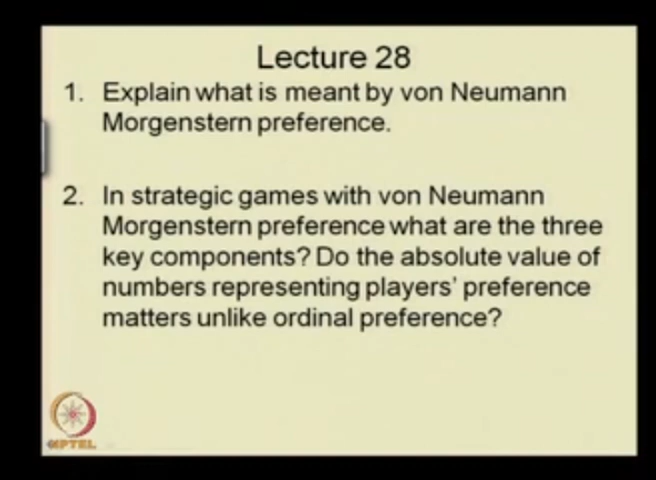 Lecture 28
1. Explain what is meant by von Neumann
Morgenstern preference.
2. In strategic games with von Neumann
Morgenstern preference what are the three
key components? Do the absolute value of
numbers representing players' preference
matters unlike ordinal preference?
NPTEL